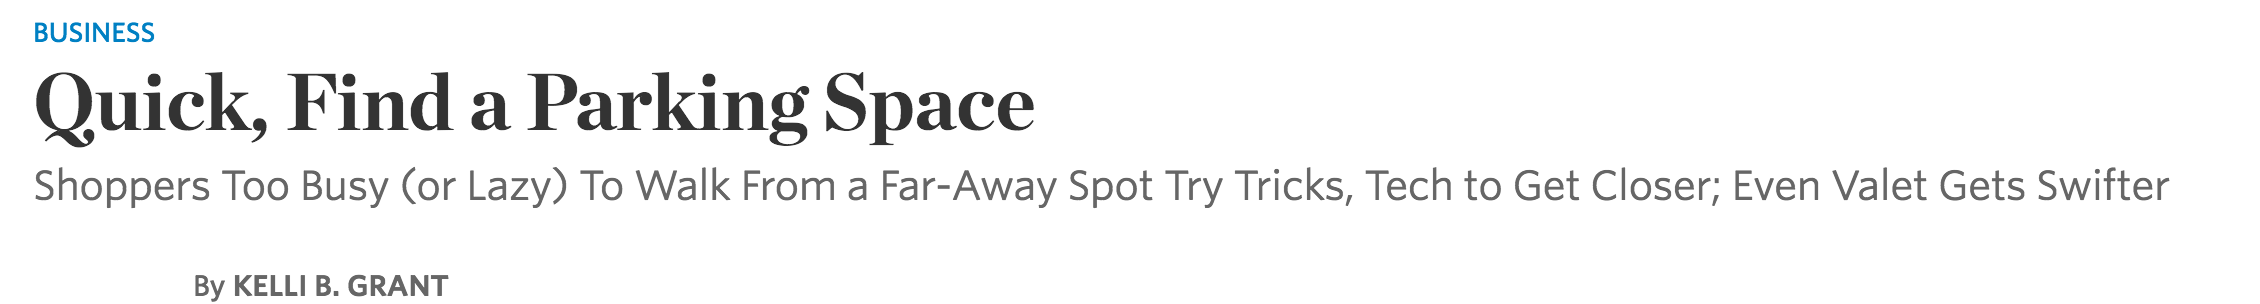 BUSINESS
Quick, Find a Parking Space
Shoppers Too Busy (or Lazy) To Walk From a Far-Away Spot Try Tricks, Tech to Get Closer; Even Valet Gets Swifter
By KELLI B. GRANT